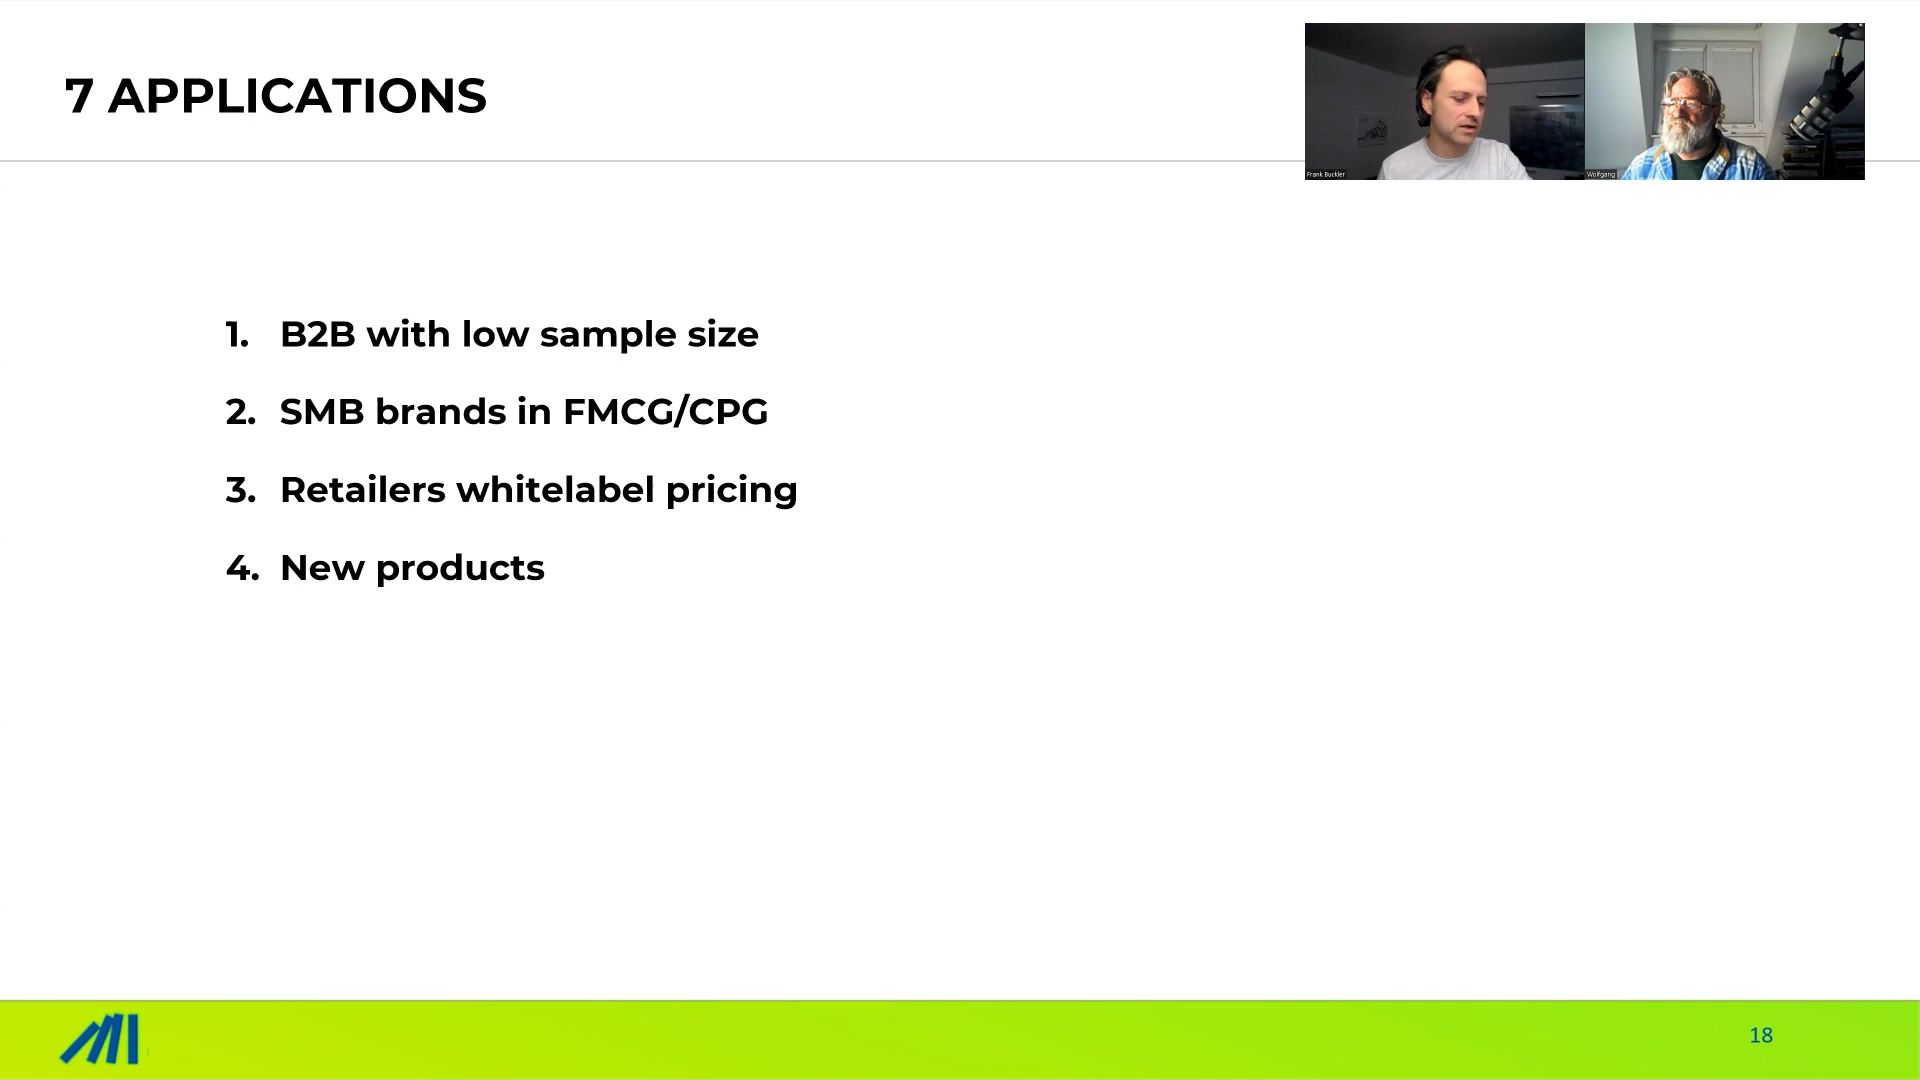 7 APPLICATIONS
Frank Buckler
Wolfgang
1. B2B with low sample size
2. SMB brands in FMCG/CPG
3. Retailers whitelabel pricing
4. New products
18